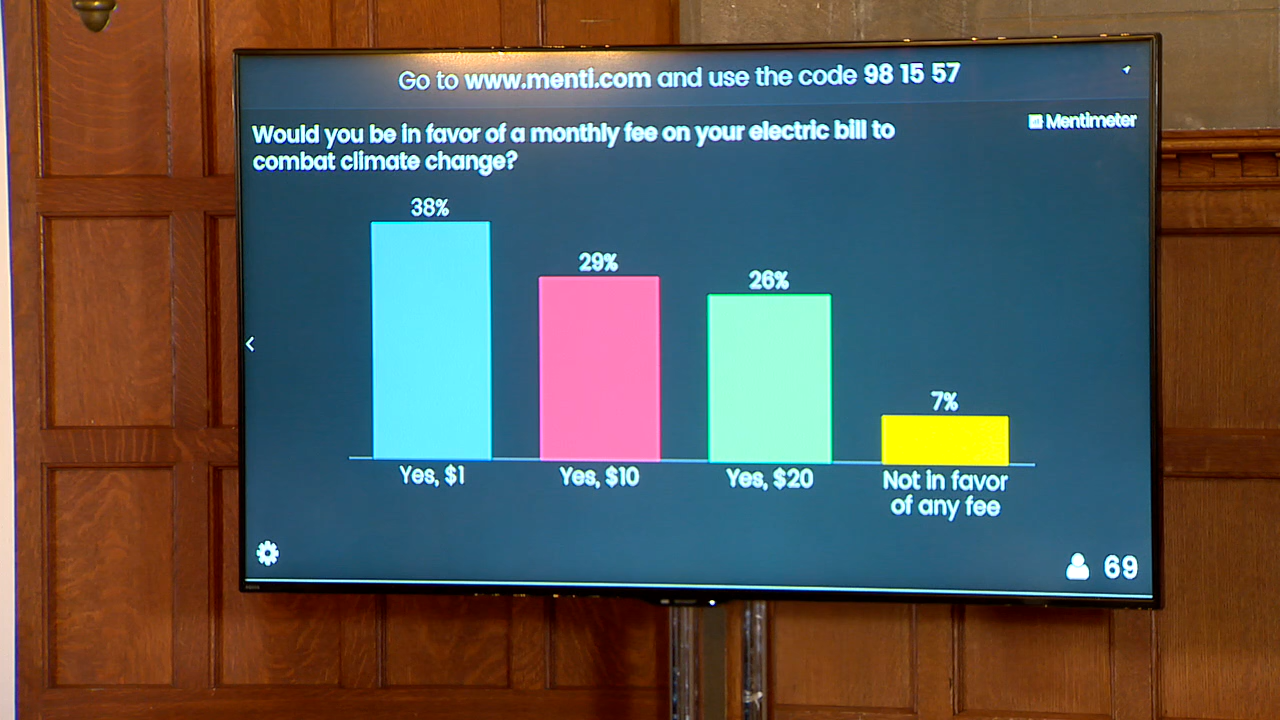 Go to www.menti.com and use the code 98 15 57
Mentimeter
Would you be in favor of a monthly fee on your electric bill to
combat climate change?
38%
29%
26%
7%
Yes, $1
Yes, $10
Yes, $20
Not in favor
of any fee
69